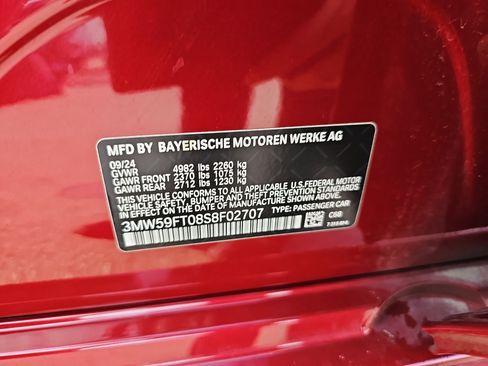 MFD BY BAYERISCHE MOTOREN WERKE AG
09/24
GVWR 4982 lbs 2260 kg
GAWR FRONT 2370 lbs 1075 kg
GAWR REAR 2712 lbs 1230 kg
THIS VEHICLE CONFORMS TO ALL APPLICABLE U.S. FEDERAL MOTOR
VEHICLE SAFETY, BUMPER, AND THEFT PREVENTION STANDARDS
IN EFFECT ON THE DATE OF MANUFACTURE SHOWN ABOVE.
3MW59FT08S8F02707 TYPE: PASSENGER CAR
C6B